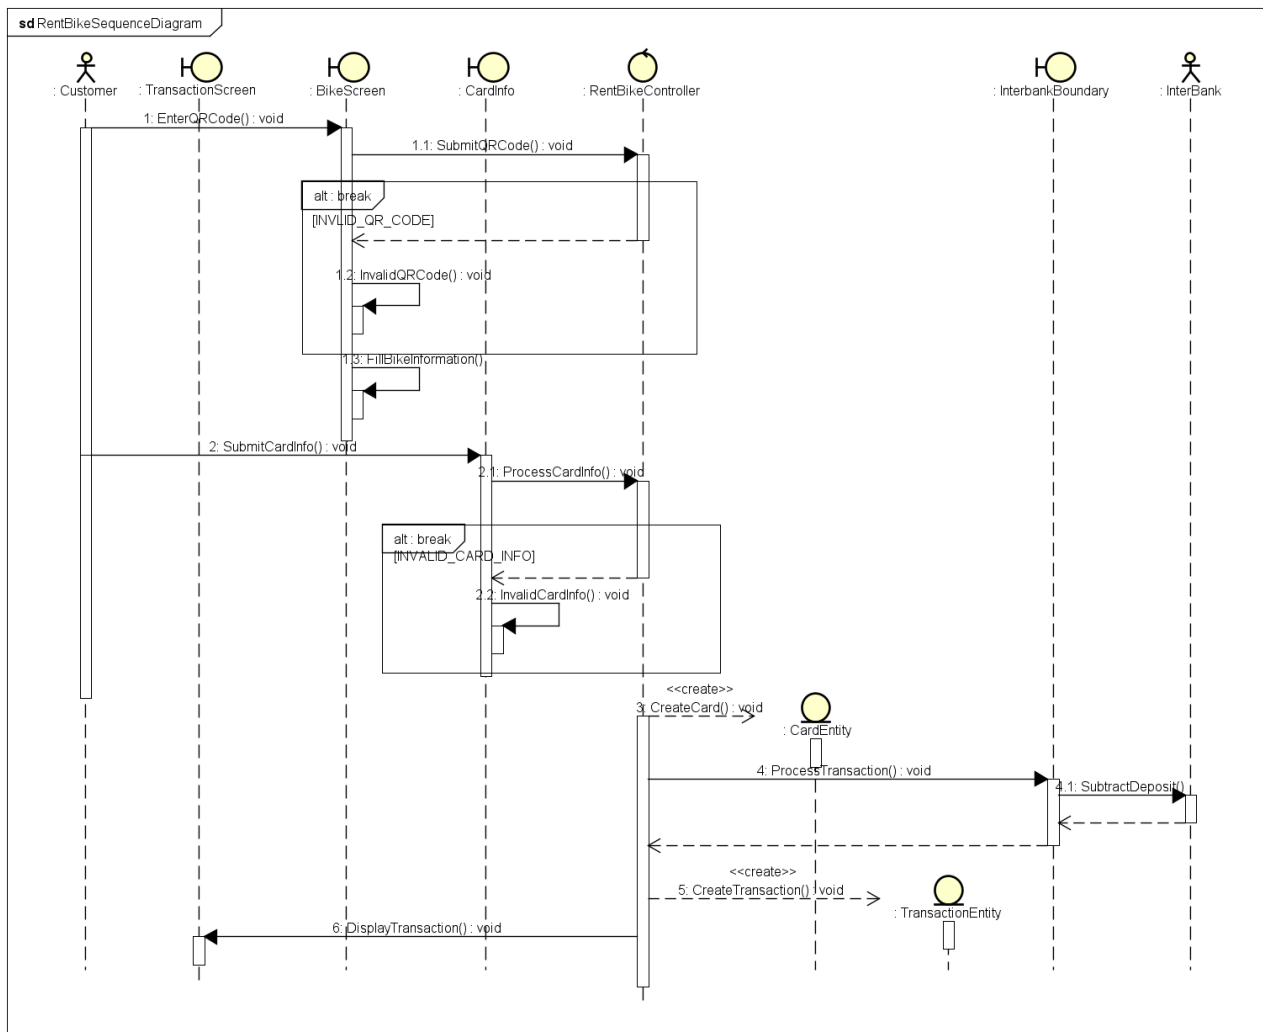 sd RentBikeSequenceDiagram
: Customer
: TransactionScreen
: BikeScreen
: CardInfo
: RentBikeController
: InterbankBoundary
: InterBank
1: EnterQRCode() : void
1.1: SubmitQRCode() : void
alt : break
[INVLID_QR_CODE]
1.2: InvalidQRCode() : void
1.3: FillBikeInformation()
2: SubmitCardInfo() : void
2.1: ProcessCardInfo() : void
alt : break
[INVALID_CARD_INFO]
2.2: InvalidCardInfo() : void
<<create>>
3: CreateCard() : void
: CardEntity
4: ProcessTransaction() : void
4.1: SubtractDeposit()
<<create>>
5: CreateTransaction() : void
: TransactionEntity
6: DisplayTransaction() : void